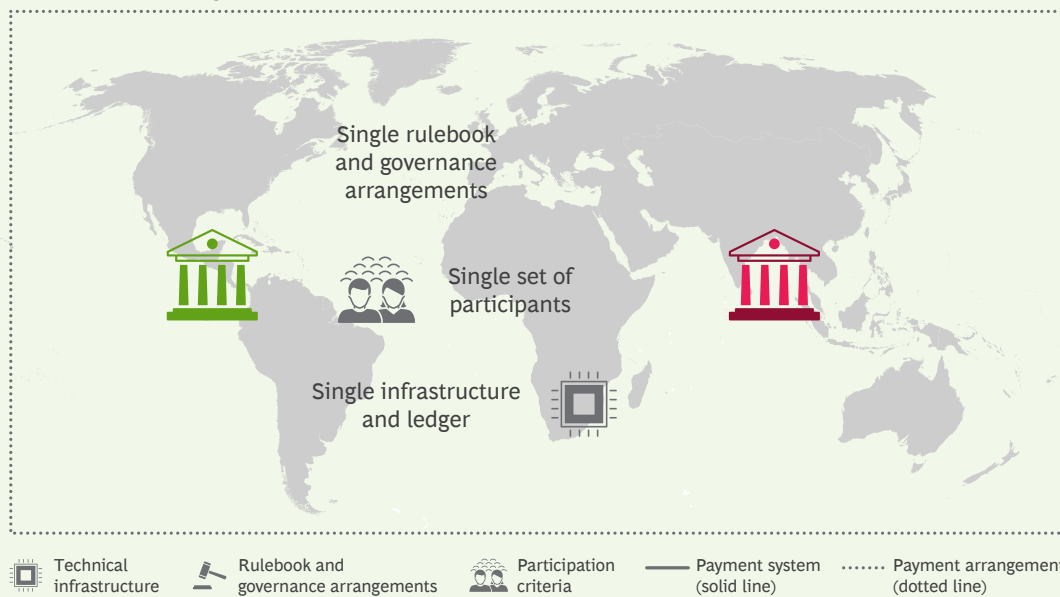 Single rulebook
and governance
arrangements
Single set of
participants
Single infrastructure
and ledger
Technical
infrastructure
Rulebook and
governance arrangements
Participation
criteria
Payment system
(solid line)
Payment arrangement
(dotted line)